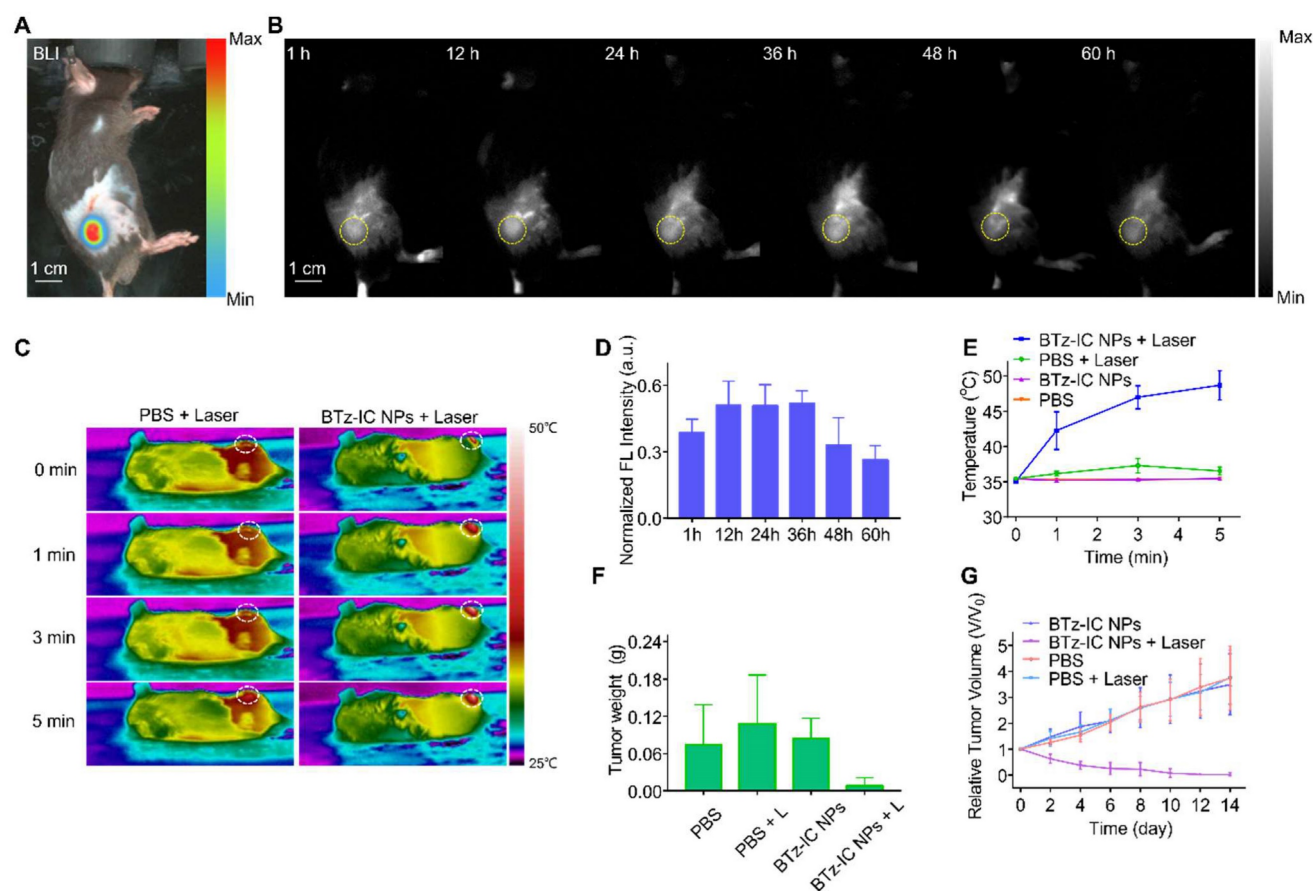 A
BLI
Max
Min
1 cm
B
1 h
12 h
24 h
36 h
48 h
60 h
Max
Min
1 cm
C
PBS + Laser
BTz-IC NPs + Laser
0 min
1 min
3 min
5 min
50℃
25℃
D
Normalized FL Intensity (a.u.)
0.6
0.3
0.0
1h 12h 24h 36h 48h 60h
E
BTz-IC NPs + Laser
PBS + Laser
BTz-IC NPs
PBS
Temperature (°C)
50
45
40
35
30
0 1 2 3 4 5
Time (min)
F
Tumor weight (g)
0.24
0.18
0.12
0.06
0.00
PBS
PBS + L
BTz-IC NPs
BTz-IC NPs + L
G
BTz-IC NPs
BTz-IC NPs + Laser
PBS
PBS + Laser
Relative Tumor Volume (V/V₀)
5
4
3
2
1
0
0 2 4 6 8 10 12 14
Time (day)